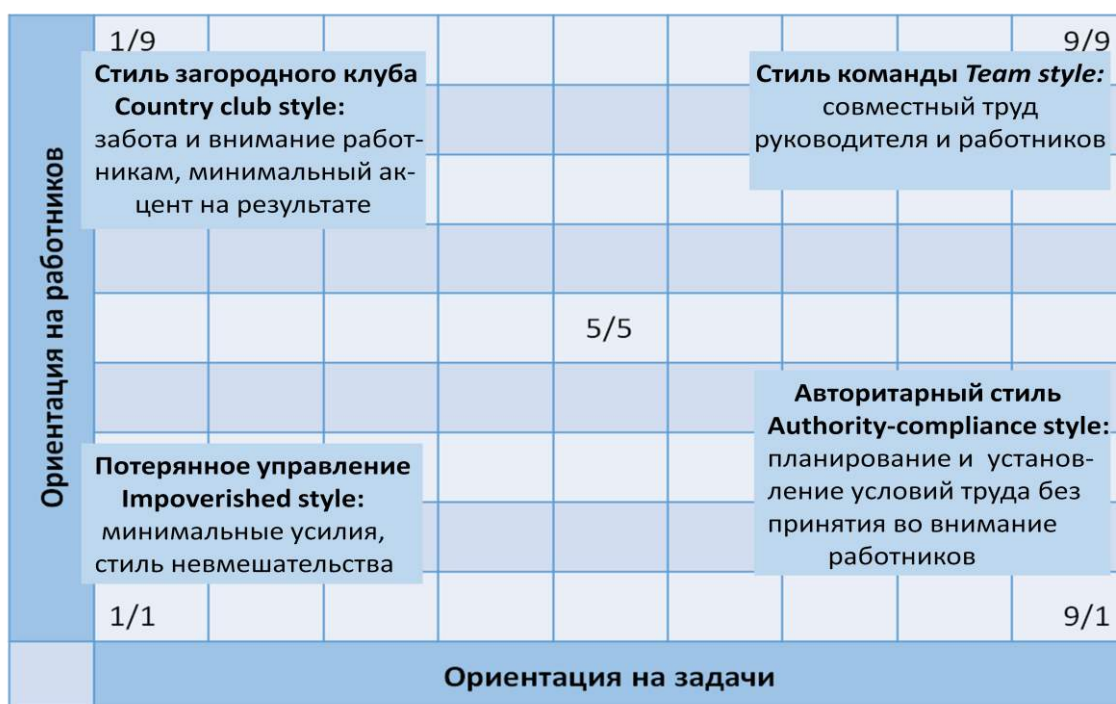 Ориентация на работников
1/9
9/9
Стиль загородного клуба
Country club style:
забота и внимание работ-
никам, минимальный ак-
цент на результате
Стиль команды Team style:
совместный труд
руководителя и работников
5/5
Потерянное управление
Impoverished style:
минимальные усилия,
стиль невмешательства
Авторитарный стиль
Authority-compliance style:
планирование и установ-
ление условий труда без
принятия во внимание
работников
1/1
9/1
Ориентация на задачи